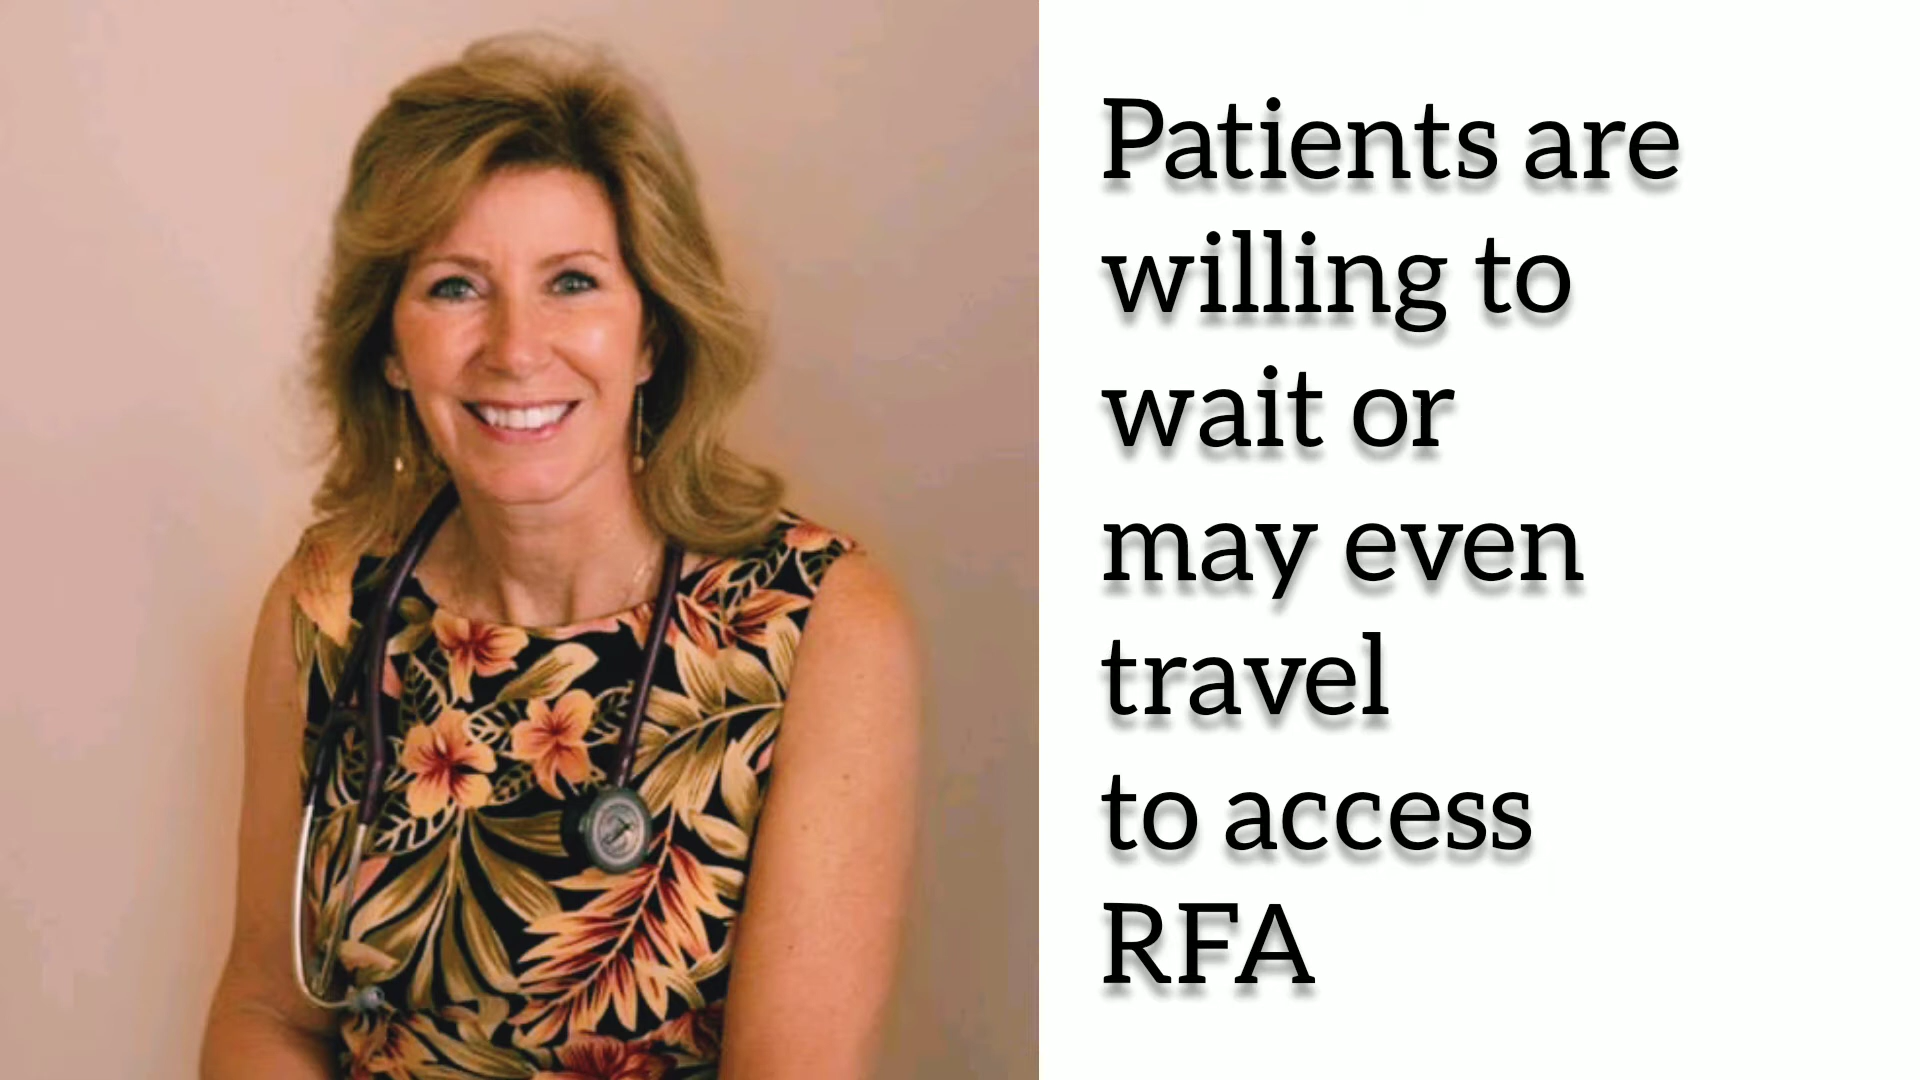 Patients are
willing to
wait or
may even
travel
to access
RFA